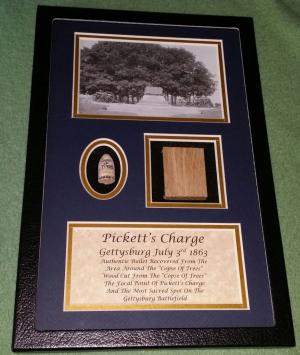 Pickett's Charge
Gettysburg July 3rd 1863
Authentic Bullet Recovered From The
Area Around The "Copse Of Trees"
Wood Cut From The "Copse Of Trees"
The Focal Point Of Pickett's Charge
And The Most Sacred Spot On The
Gettysburg Battlefield